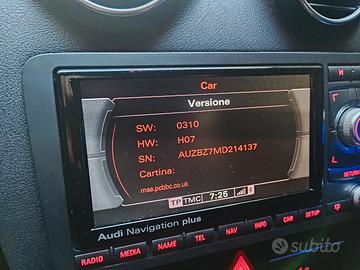 Car
Versione
SW: 0310
HW: H07
SN: AUZBZ7MD214137
Cartina:
mse.pcbbc.co.uk
TP TMC 7:25
Audi Navigation plus
RADIO MEDIA NAME TEL NAV INFO CAR SETUP
RETURN
subito